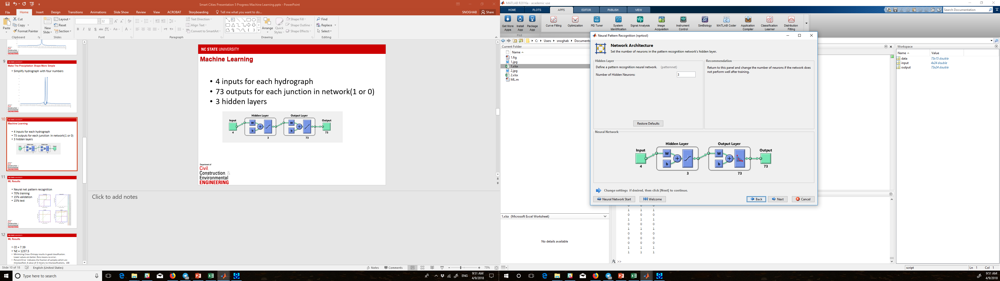 Smart Cities Presentation 5 Progress Machine Learning.pptx - PowerPoint
File Home Insert Design Transitions Animations Slide Show Review View ACROBAT Storyboarding Tell me what you want to do... SNOGHAB Share
Paste
Cut
Copy
Format Painter
Clipboard
New Slide
Layout
Reset
Section
Slides
32
B I U S abc AV Aa A
Font
Text Direction
Align Text
Convert to SmartArt
Paragraph
Arrange
Quick Styles
Shape Fill
Shape Outline
Shape Effects
Drawing
Find
Replace
Select
Editing
9
NC STATE UNIVERSITY
Make The Precipitation Shape More Simple
• Simplify hydrograph with four numbers
10
NC STATE UNIVERSITY
Machine Learning
• 4 inputs for each hydrograph
• 73 outputs for each junction in network(1 or 0)
• 3 hidden layers
11
NC STATE UNIVERSITY
ML Results
• Neural net pattern recognition
• 70% training
• 15% validation
• 15% test
12
NC STATE UNIVERSITY
ML Results
• CE = 7.39
• %E = 1237.5
• Minimizing Cross-Entropy results in good classification.
Lower values are better. Zero means no error .
• Percent Error indicates the fraction of samples which are
misclassified. A value of 0 means no misclassifications, 100
NC STATE UNIVERSITY
Machine Learning
• 4 inputs for each hydrograph
• 73 outputs for each junction in network(1 or 0)
• 3 hidden layers
Hidden Layer Output Layer
Input Output
W W
b b
4 3 73 73
Department of
Civil,
Construction, &
Environmental
ENGINEERING
Click to add notes
Slide 10 of 18 English (United States) Notes Comments 75%
Type here to search
ENG 9:51 AM
4/9/2018
MATLAB R2016a - academic use
HOME PLOTS APPS EDITOR PUBLISH VIEW Search Documentation
Get More Apps
Install App
Package App
FILE
Curve Fitting
Optimization
PID Tuner
System Identification
Signal Analysis
Image Acquisition
Instrument Control
SimBiology
MATLAB Coder
Application Compiler
Classification Learner
Distribution Fitting
C: Users snoghab Documents
Current Folder
Name
1.fig
1.jpg
1.xlsx
2.jpg
2.xlsx
ML.m
1.xlsx (Microsoft Excel Worksheet)
No details available
Neural Pattern Recognition (nprtool)
Network Architecture
Set the number of neurons in the pattern recognition network's hidden layer.
Hidden Layer
Define a pattern recognition neural network. (patternnet)
Number of Hidden Neurons: 3
Restore Defaults
Recommendation
Return to this panel and change the number of neurons if the network does
not perform well after training.
Neural Network
Hidden Layer Output Layer
Input Output
W W
b b
4 3 73 73
Change settings if desired, then click [Next] to continue.
Neural Network Start Welcome Back Next Cancel
1 1 1
0 0 0
1 1 1
0 0 0
1 1 1
0 0 0
0 0 0
0 0 0
1 1 1
1 1 1
fx >>
Workspace
Name Value
data 73x15 double
input 4x24 double
output 73x24 double
script Ln 1 Col 1
9:51 AM
4/9/2018